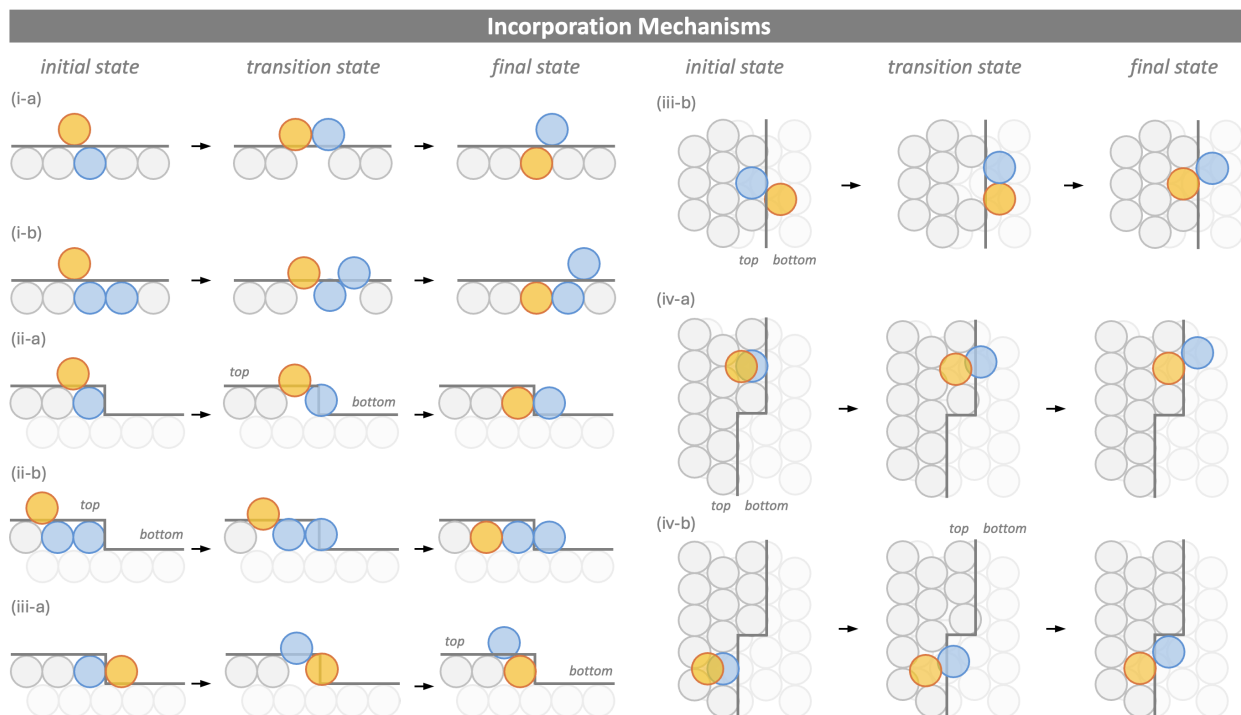 Incorporation Mechanisms
initial state transition state final state initial state transition state final state
(i-a)
(i-b)
(ii-a)
top
bottom
(ii-b)
top
bottom
(iii-a)
top
bottom
(iii-b)
top bottom
(iv-a)
top bottom
(iv-b)
top bottom